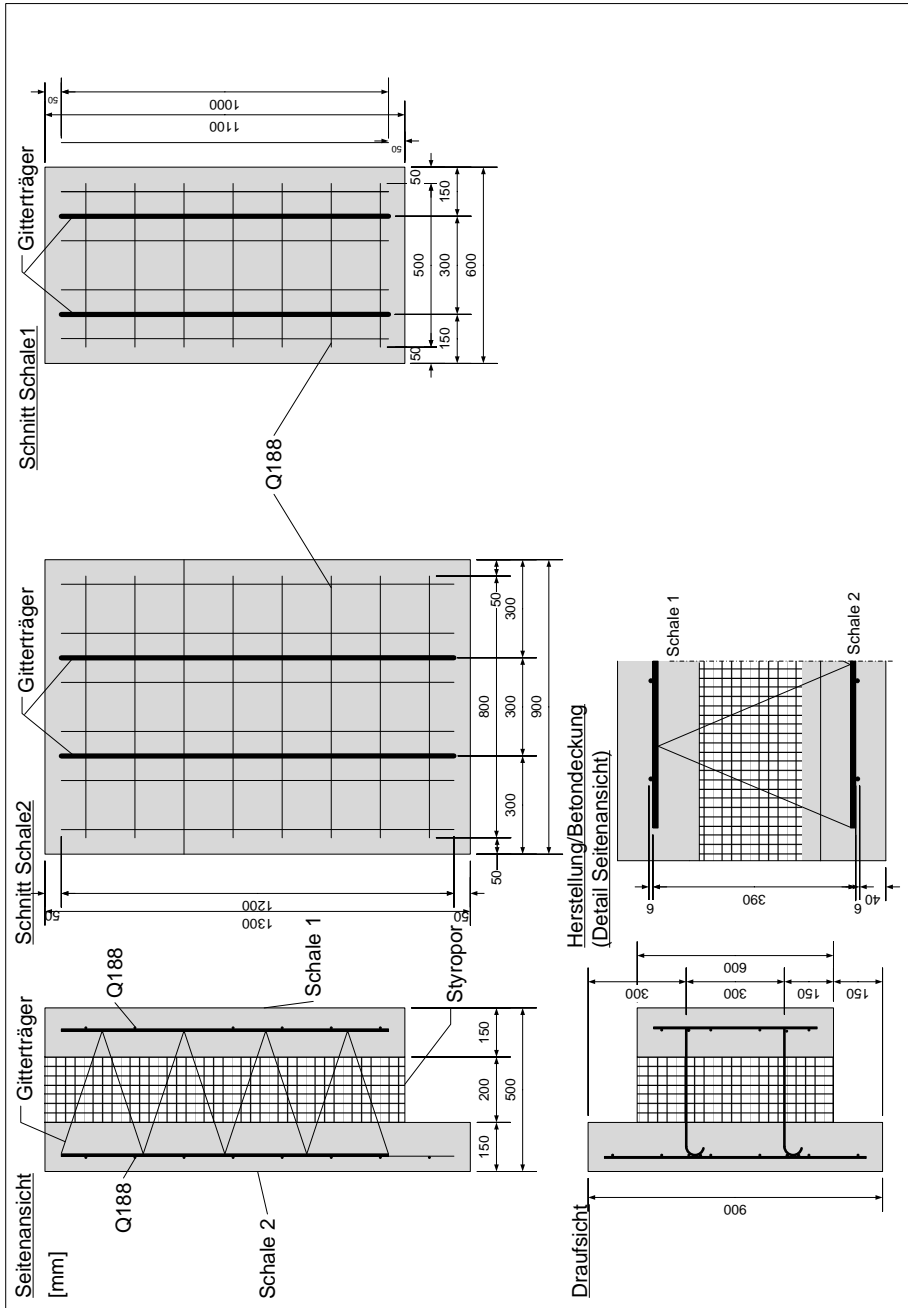 Seitenansicht
[mm]
Gitterträger
Q188
Q188
Schale 1
Schale 2
Styropor
150
200
150
500
Schnitt Schale2
Gitterträger
Q188
50
1200
1300
50
50
800
50
300
300
300
900
Schnitt Schale1
Gitterträger
50
1000
1100
50
50
500
50
150
300
150
600
Draufsicht
300
300
150
600
150
900
Herstellung/Betondeckung
(Detail Seitenansicht)
Schale 1
Schale 2
6
390
6
40